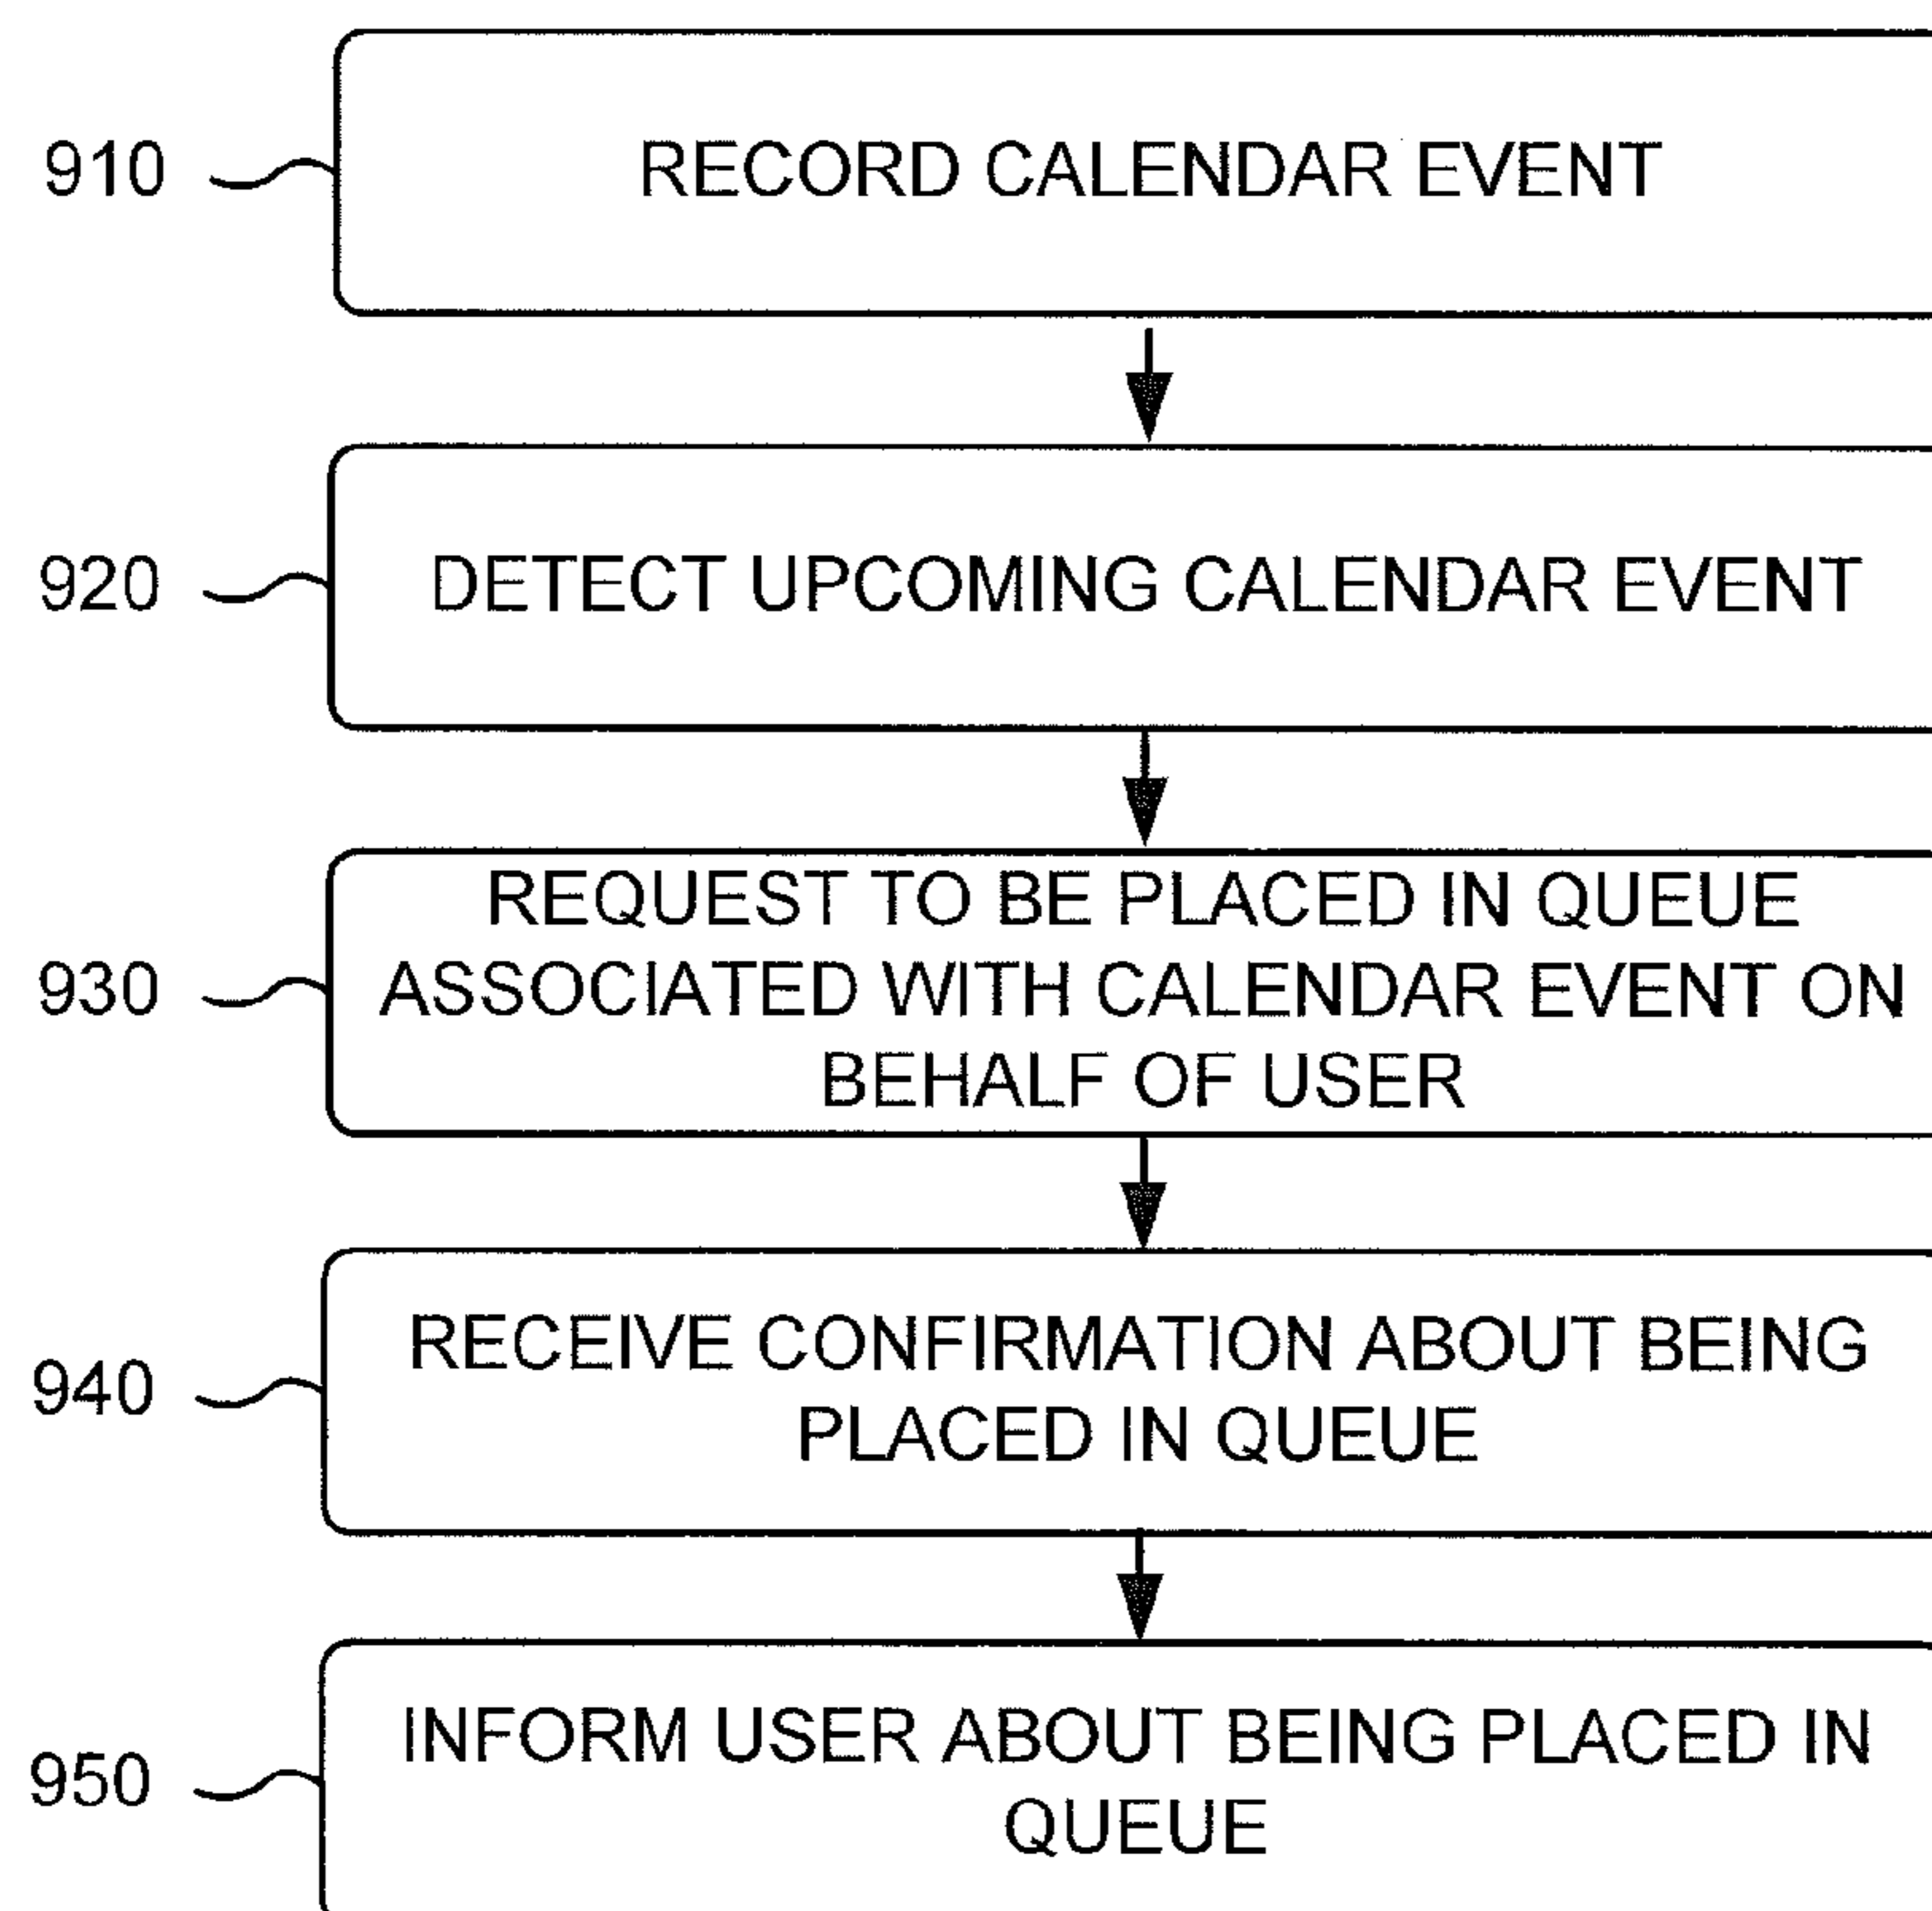 910
RECORD CALENDAR EVENT
920
DETECT UPCOMING CALENDAR EVENT
930
REQUEST TO BE PLACED IN QUEUE
ASSOCIATED WITH CALENDAR EVENT ON
BEHALF OF USER
940
RECEIVE CONFIRMATION ABOUT BEING
PLACED IN QUEUE
950
INFORM USER ABOUT BEING PLACED IN
QUEUE